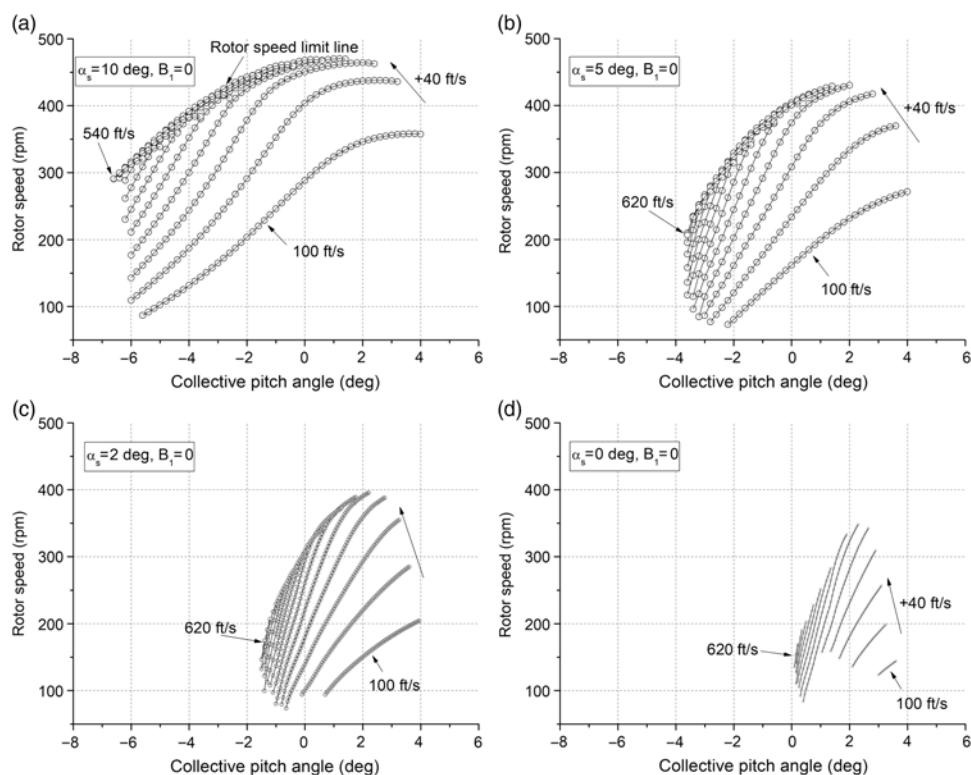 (a)
500
400
300
200
100
−8
−6
−4
−2
0
2
4
6
Rotor speed (rpm)
Collective pitch angle (deg)
αs=10 deg, B1=0
Rotor speed limit line
+40 ft/s
540 ft/s
100 ft/s
(b)
500
400
300
200
100
−8
−6
−4
−2
0
2
4
6
Rotor speed (rpm)
Collective pitch angle (deg)
αs=5 deg, B1=0
+40 ft/s
620 ft/s
100 ft/s
(c)
500
400
300
200
100
−8
−6
−4
−2
0
2
4
6
Rotor speed (rpm)
Collective pitch angle (deg)
αs=2 deg, B1=0
620 ft/s
100 ft/s
(d)
500
400
300
200
100
−8
−6
−4
−2
0
2
4
6
Rotor speed (rpm)
Collective pitch angle (deg)
αs=0 deg, B1=0
+40 ft/s
620 ft/s
100 ft/s